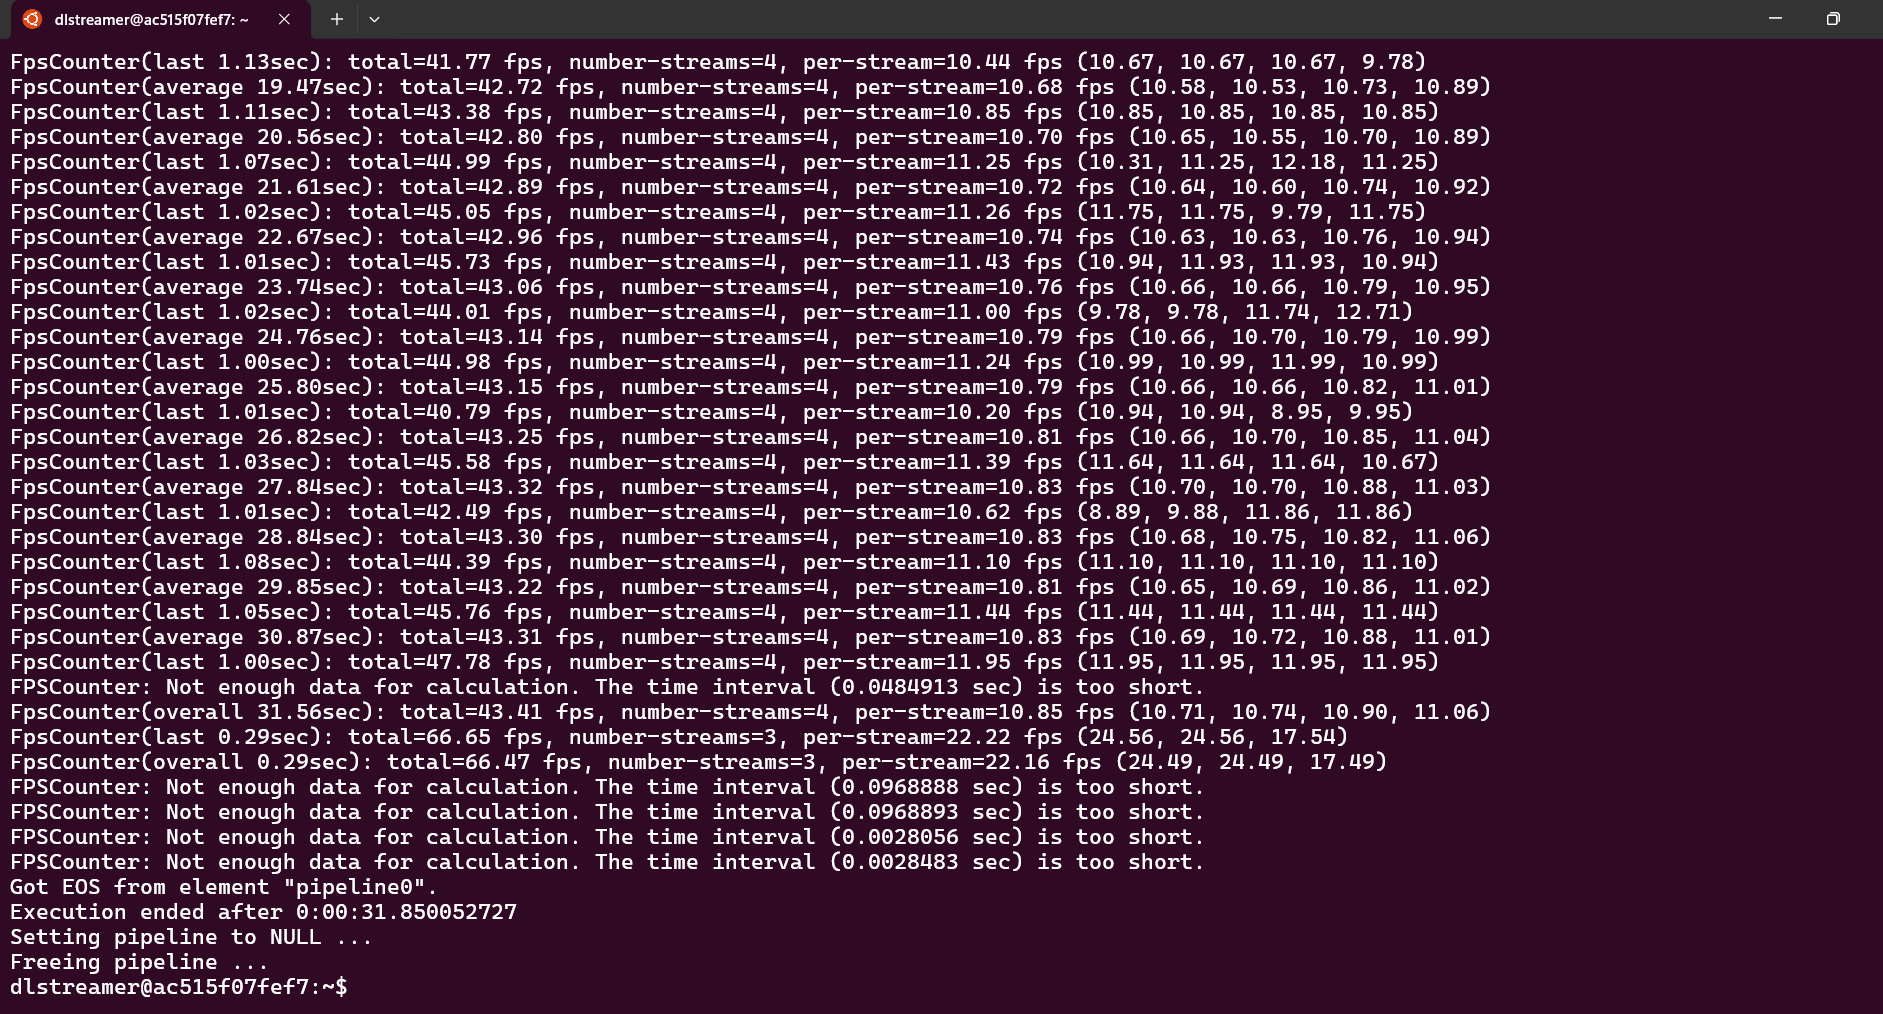 dlstreamer@ac515f07fef7: ~
FpsCounter(last 1.13sec): total=41.77 fps, number-streams=4, per-stream=10.44 fps (10.67, 10.67, 10.67, 9.78)
FpsCounter(average 19.47sec): total=42.72 fps, number-streams=4, per-stream=10.68 fps (10.58, 10.53, 10.73, 10.89)
FpsCounter(last 1.11sec): total=43.38 fps, number-streams=4, per-stream=10.85 fps (10.85, 10.85, 10.85, 10.85)
FpsCounter(average 20.56sec): total=42.80 fps, number-streams=4, per-stream=10.70 fps (10.65, 10.55, 10.70, 10.89)
FpsCounter(last 1.07sec): total=44.99 fps, number-streams=4, per-stream=11.25 fps (10.31, 11.25, 12.18, 11.25)
FpsCounter(average 21.61sec): total=42.89 fps, number-streams=4, per-stream=10.72 fps (10.64, 10.60, 10.74, 10.92)
FpsCounter(last 1.02sec): total=45.05 fps, number-streams=4, per-stream=11.26 fps (11.75, 11.75, 9.79, 11.75)
FpsCounter(average 22.67sec): total=42.96 fps, number-streams=4, per-stream=10.74 fps (10.63, 10.63, 10.76, 10.94)
FpsCounter(last 1.01sec): total=45.73 fps, number-streams=4, per-stream=11.43 fps (10.94, 11.93, 11.93, 10.94)
FpsCounter(average 23.74sec): total=43.06 fps, number-streams=4, per-stream=10.76 fps (10.66, 10.66, 10.79, 10.95)
FpsCounter(last 1.02sec): total=44.01 fps, number-streams=4, per-stream=11.00 fps (9.78, 9.78, 11.74, 12.71)
FpsCounter(average 24.76sec): total=43.14 fps, number-streams=4, per-stream=10.79 fps (10.66, 10.70, 10.79, 10.99)
FpsCounter(last 1.00sec): total=44.98 fps, number-streams=4, per-stream=11.24 fps (10.99, 10.99, 11.99, 10.99)
FpsCounter(average 25.80sec): total=43.15 fps, number-streams=4, per-stream=10.79 fps (10.66, 10.66, 10.82, 11.01)
FpsCounter(last 1.01sec): total=40.79 fps, number-streams=4, per-stream=10.20 fps (10.94, 10.94, 8.95, 9.95)
FpsCounter(average 26.82sec): total=43.25 fps, number-streams=4, per-stream=10.81 fps (10.66, 10.70, 10.85, 11.04)
FpsCounter(last 1.03sec): total=45.58 fps, number-streams=4, per-stream=11.39 fps (11.64, 11.64, 11.64, 10.67)
FpsCounter(average 27.84sec): total=43.32 fps, number-streams=4, per-stream=10.83 fps (10.70, 10.70, 10.88, 11.03)
FpsCounter(last 1.01sec): total=42.49 fps, number-streams=4, per-stream=10.62 fps (8.89, 9.88, 11.86, 11.86)
FpsCounter(average 28.84sec): total=43.30 fps, number-streams=4, per-stream=10.83 fps (10.68, 10.75, 10.82, 11.06)
FpsCounter(last 1.08sec): total=44.39 fps, number-streams=4, per-stream=11.10 fps (11.10, 11.10, 11.10, 11.10)
FpsCounter(average 29.85sec): total=43.22 fps, number-streams=4, per-stream=10.81 fps (10.65, 10.69, 10.86, 11.02)
FpsCounter(last 1.05sec): total=45.76 fps, number-streams=4, per-stream=11.44 fps (11.44, 11.44, 11.44, 11.44)
FpsCounter(average 30.87sec): total=43.31 fps, number-streams=4, per-stream=10.83 fps (10.69, 10.72, 10.88, 11.01)
FpsCounter(last 1.00sec): total=47.78 fps, number-streams=4, per-stream=11.95 fps (11.95, 11.95, 11.95, 11.95)
FPSCounter: Not enough data for calculation. The time interval (0.0484913 sec) is too short.
FpsCounter(overall 31.56sec): total=43.41 fps, number-streams=4, per-stream=10.85 fps (10.71, 10.74, 10.90, 11.06)
FpsCounter(last 0.29sec): total=66.65 fps, number-streams=3, per-stream=22.22 fps (24.56, 24.56, 17.54)
FpsCounter(overall 0.29sec): total=66.47 fps, number-streams=3, per-stream=22.16 fps (24.49, 24.49, 17.49)
FPSCounter: Not enough data for calculation. The time interval (0.0968888 sec) is too short.
FPSCounter: Not enough data for calculation. The time interval (0.0968893 sec) is too short.
FPSCounter: Not enough data for calculation. The time interval (0.0028056 sec) is too short.
FPSCounter: Not enough data for calculation. The time interval (0.0028483 sec) is too short.
Got EOS from element "pipeline0".
Execution ended after 0:00:31.850052727
Setting pipeline to NULL ...
Freeing pipeline ...
dlstreamer@ac515f07fef7:~$